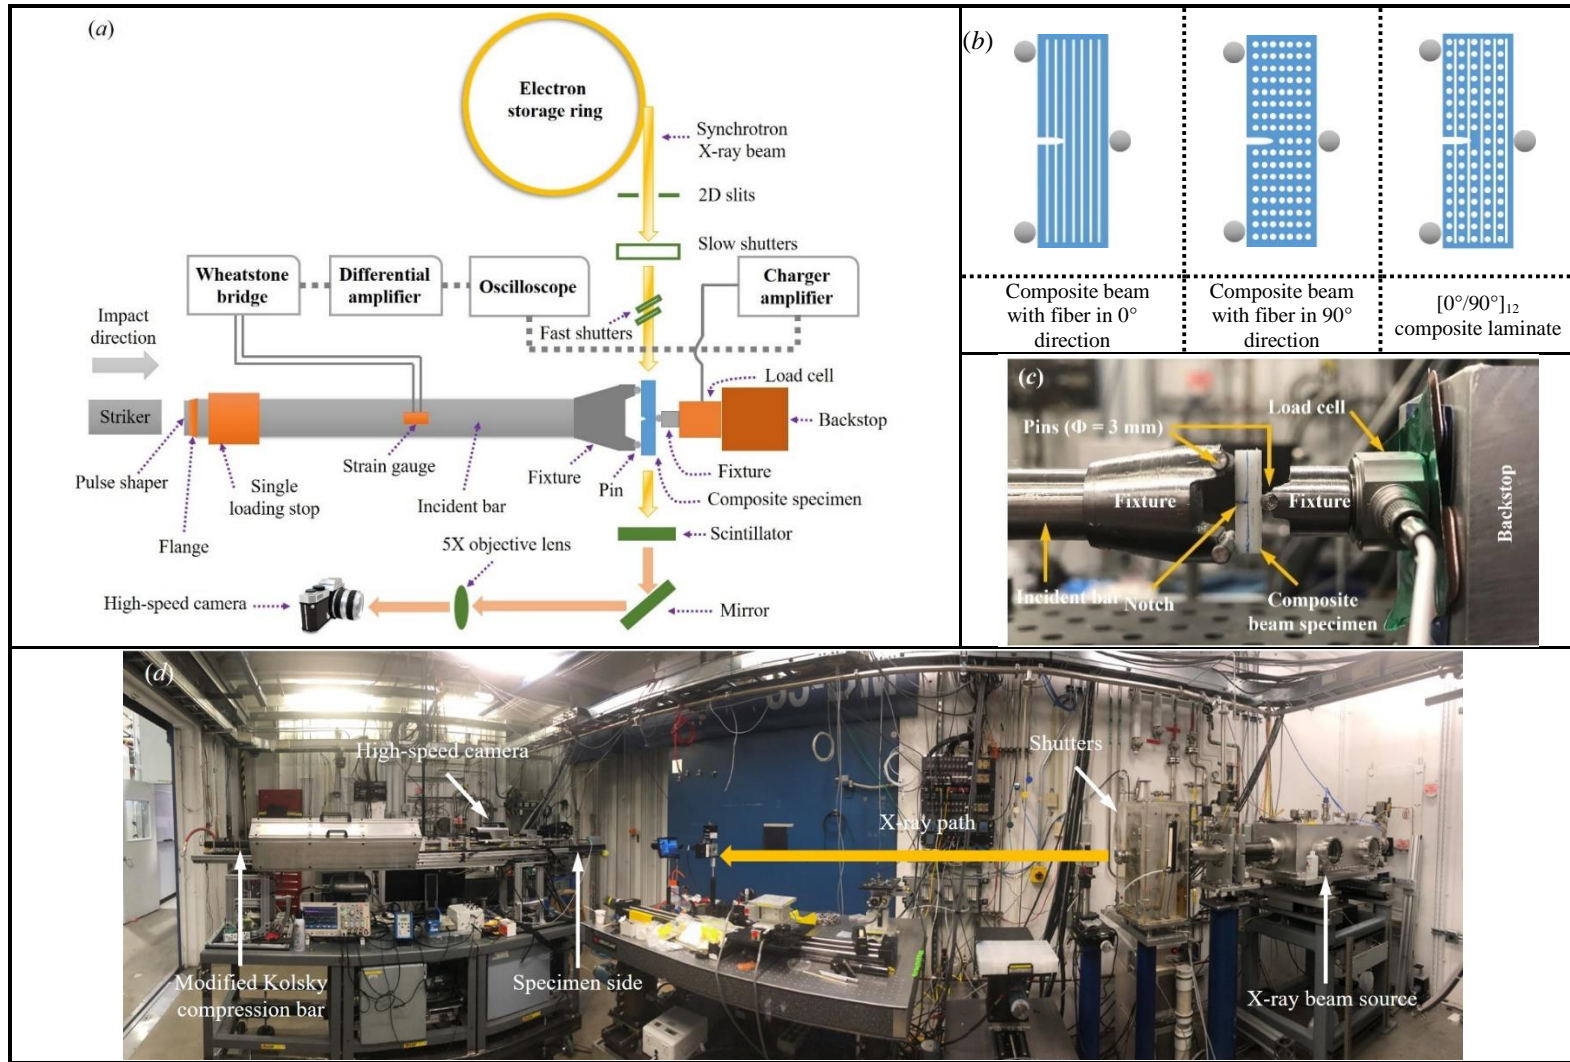 (a)
Electron
storage ring
Synchrotron
X-ray beam
2D slits
Slow shutters
Wheatstone
bridge
Differential
amplifier
Oscilloscope
Charger
amplifier
Fast shutters
Impact
direction
Load cell
Striker
Backstop
Pulse shaper
Flange
Single
loading stop
Strain gauge
Incident bar
Fixture
Pin
Fixture
Composite specimen
Scintillator
5X objective lens
High-speed camera
Mirror
(b)
Composite beam
with fiber in 0°
direction
Composite beam
with fiber in 90°
direction
[0°/90°]12
composite laminate
(c)
Load cell
Pins (Φ = 3 mm)
Fixture
Fixture
Backstop
Incident bar
Notch
Composite
beam specimen
(d)
High-speed camera
Shutters
X-ray path
Modified Kolsky
compression bar
Specimen side
X-ray beam source